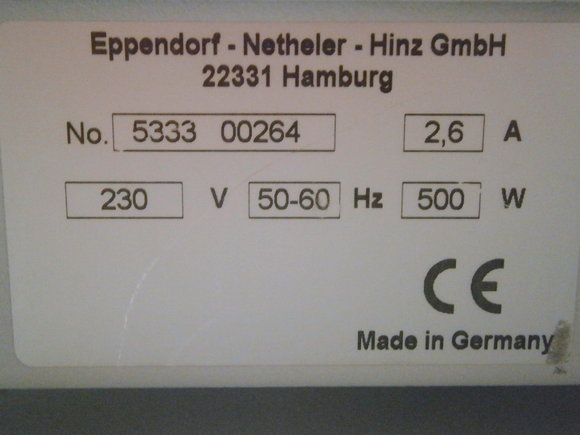 Eppendorf - Netheler - Hinz GmbH
22331 Hamburg
No. 5333 00264 2,6 A
230 V 50-60 Hz 500 W
CE
Made in Germany